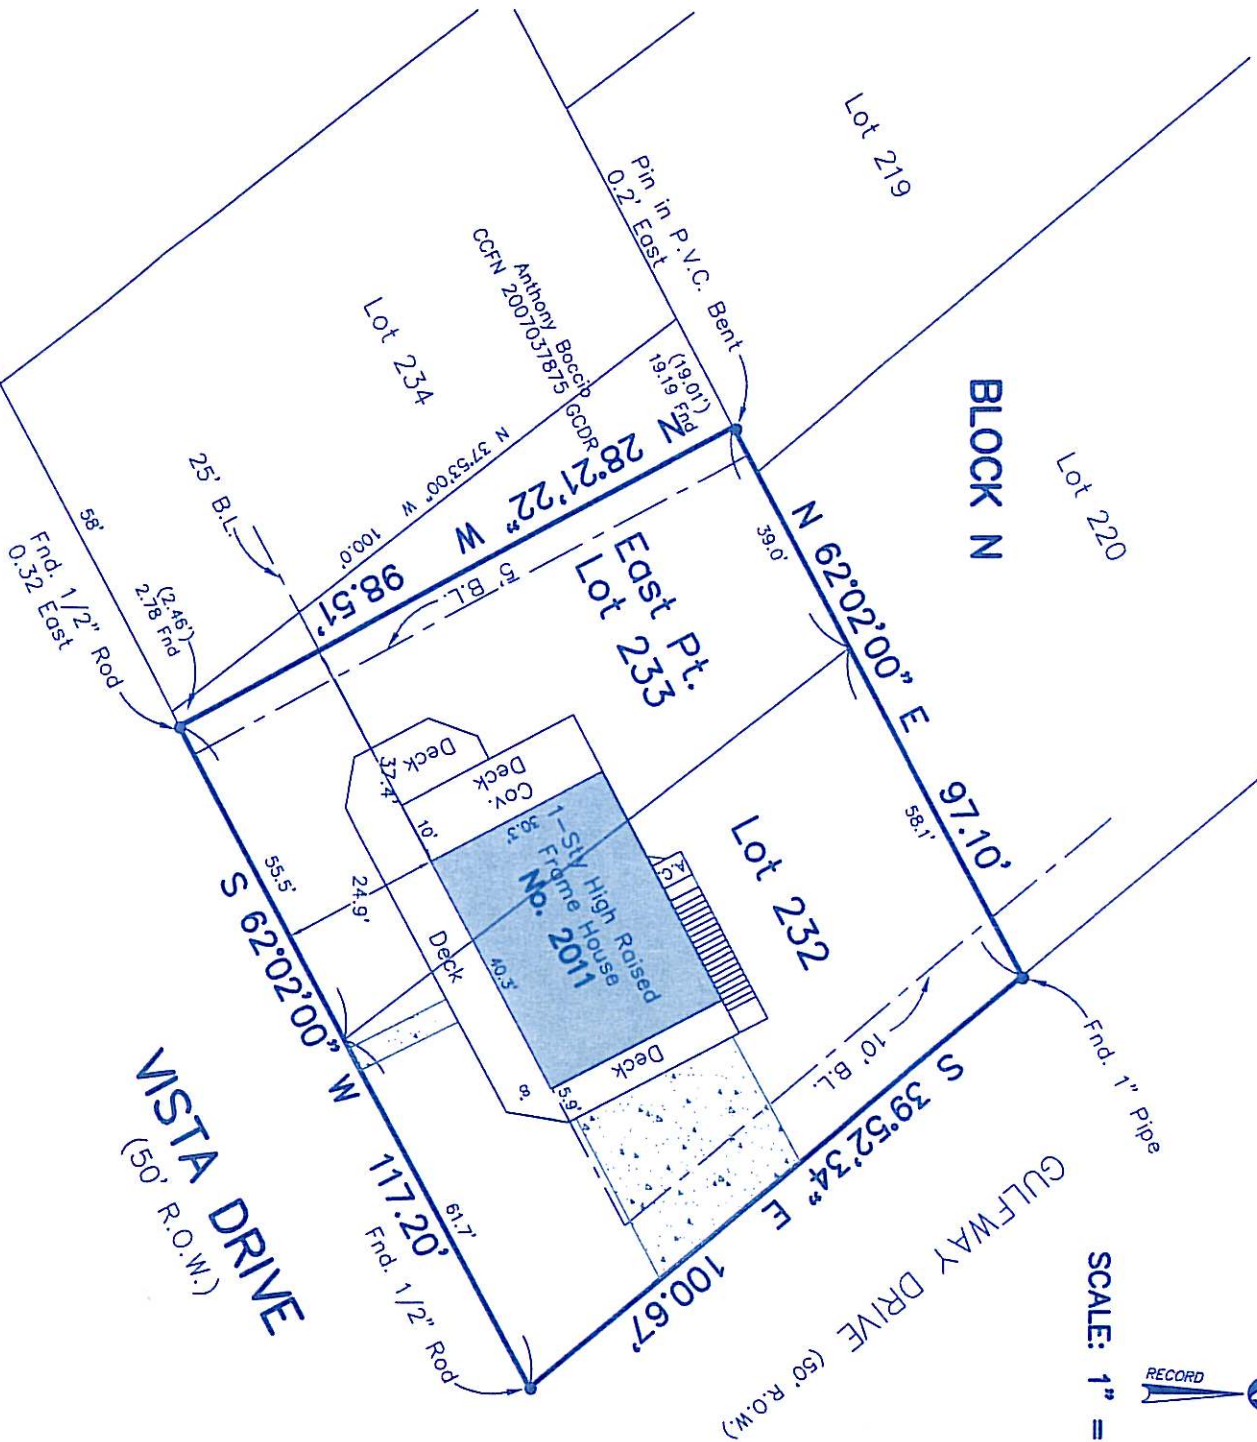 BLOCK N
Lot 219
Lot 220
Pin in P.V.C. Bent
0.2' East
(19.01')
19.19 Fnd
N 62°02'00" E
97.10'
39.0'
58.1'
Fnd. 1" Pipe
Lot 234
Anthony Boccio
CCFN 2007037875 GCDR
N 37°53'00" W
100.0'
N 28°21'22" W
98.51'
5' B.L.
25' B.L.
East Pt.
Lot 233
Lot 232
10' B.L.
S 39°52'34" E
100.67'
GULFWAY DRIVE (50' R.O.W.)
SCALE: 1" =
RECORD
Deck
37.4'
Cov.
Deck
10'
1-Sty High Raised
Frame House
No. 2011
30.3'
40.3'
A.C.
Deck
5.9'
8.
Deck
24.9'
58'
(2.46')
2.78 Fnd
Fnd. 1/2" Rod
0.32 East
55.5'
61.7'
S 62°02'00" W
117.20'
Fnd. 1/2" Rod
VISTA DRIVE
(50' R.O.W.)